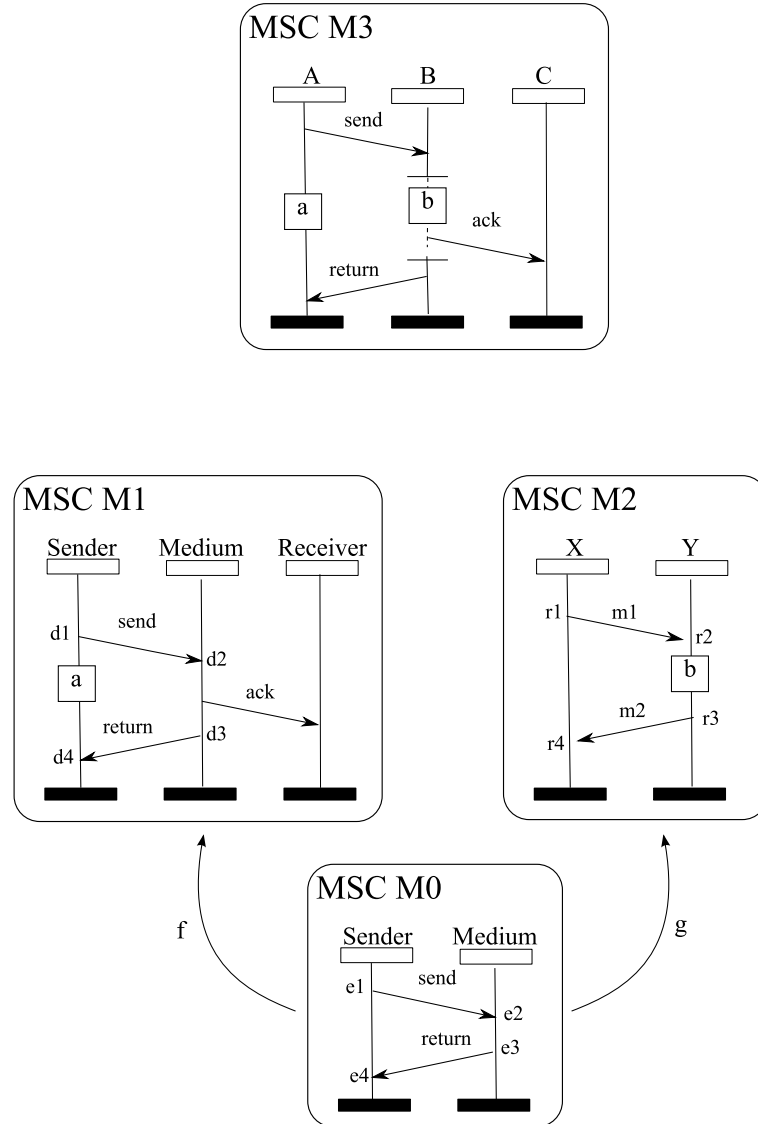 MSC M3
A B C
send
a b
ack
return
MSC M1
Sender Medium Receiver
d1 send
d2
a
ack
return d3
d4
MSC M2
X Y
r1 m1
r2
b
m2 r3
r4
f
g
MSC M0
Sender Medium
send
e1
e2
return
e3
e4